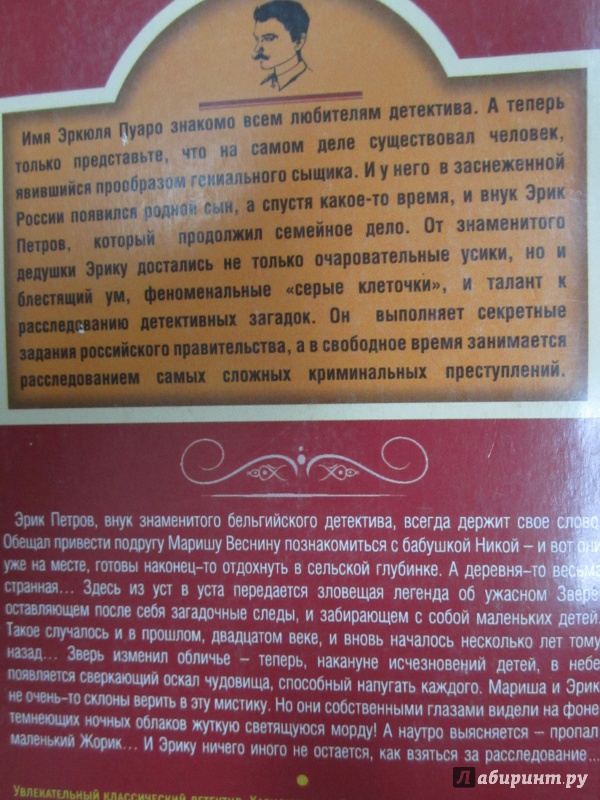 Имя Эркюля Пуаро знакомо всем любителям детектива. А теперь
только представьте, что на самом деле существовал человек,
явившийся прообразом гениального сыщика. И у него в заснеженной
России появился родной сын, а спустя какое-то время, и внук Эрик
Петров, который продолжил семейное дело. От знаменитого
дедушки Эрику достались не только очаровательные усики, но и
блестящий ум, феноменальные «серые клеточки», и талант к
расследованию детективных загадок. Он выполняет секретные
задания российского правительства, а в свободное время занимается
расследованием самых сложных криминальных преступлений.
Эрик Петров, внук знаменитого бельгийского детектива, всегда держит свое слово.
Обещал привести подругу Маришу Веснину познакомиться с бабушкой Никой – и вот они
уже на месте, готовы наконец-то отдохнуть в сельской глубинке. А деревня-то весьма
странная... Здесь из уст в уста передается зловещая легенда об ужасном Звере,
оставляющем после себя загадочные следы, и забирающем с собой маленьких детей.
Такое случалось и в прошлом, двадцатом веке, и вновь началось несколько лет тому
назад... Зверь изменил обличье – теперь, накануне исчезновений детей, в небе
появляется сверкающий оскал чудовища, способный напугать каждого. Мариша и Эрик
не очень-то склоны верить в эту мистику. Но они собственными глазами видели на фоне
темнеющих ночных облаков жуткую светящуюся морду! А наутро выясняется – пропал
маленький Жорик... И Эрику ничего иного не остается, как взяться за расследование...
Увлекательный классический детектив.
Лабиринт.ру